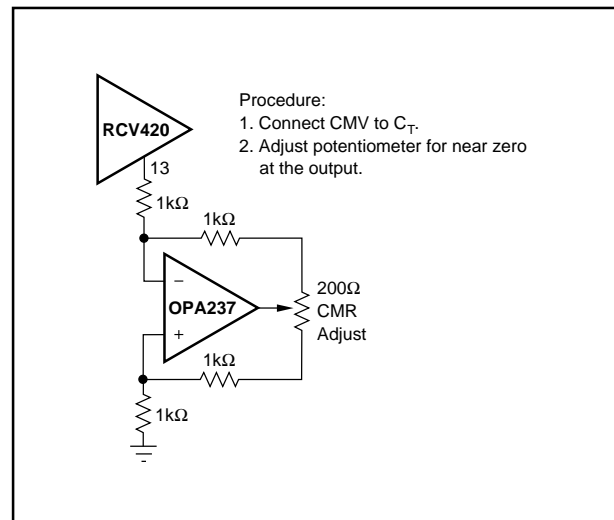 Procedure:
1. Connect CMV to C_T.
2. Adjust potentiometer for near zero
at the output.
RCV420
13
1kΩ
1kΩ
−
OPA237
+
200Ω
CMR
Adjust
1kΩ
1kΩ